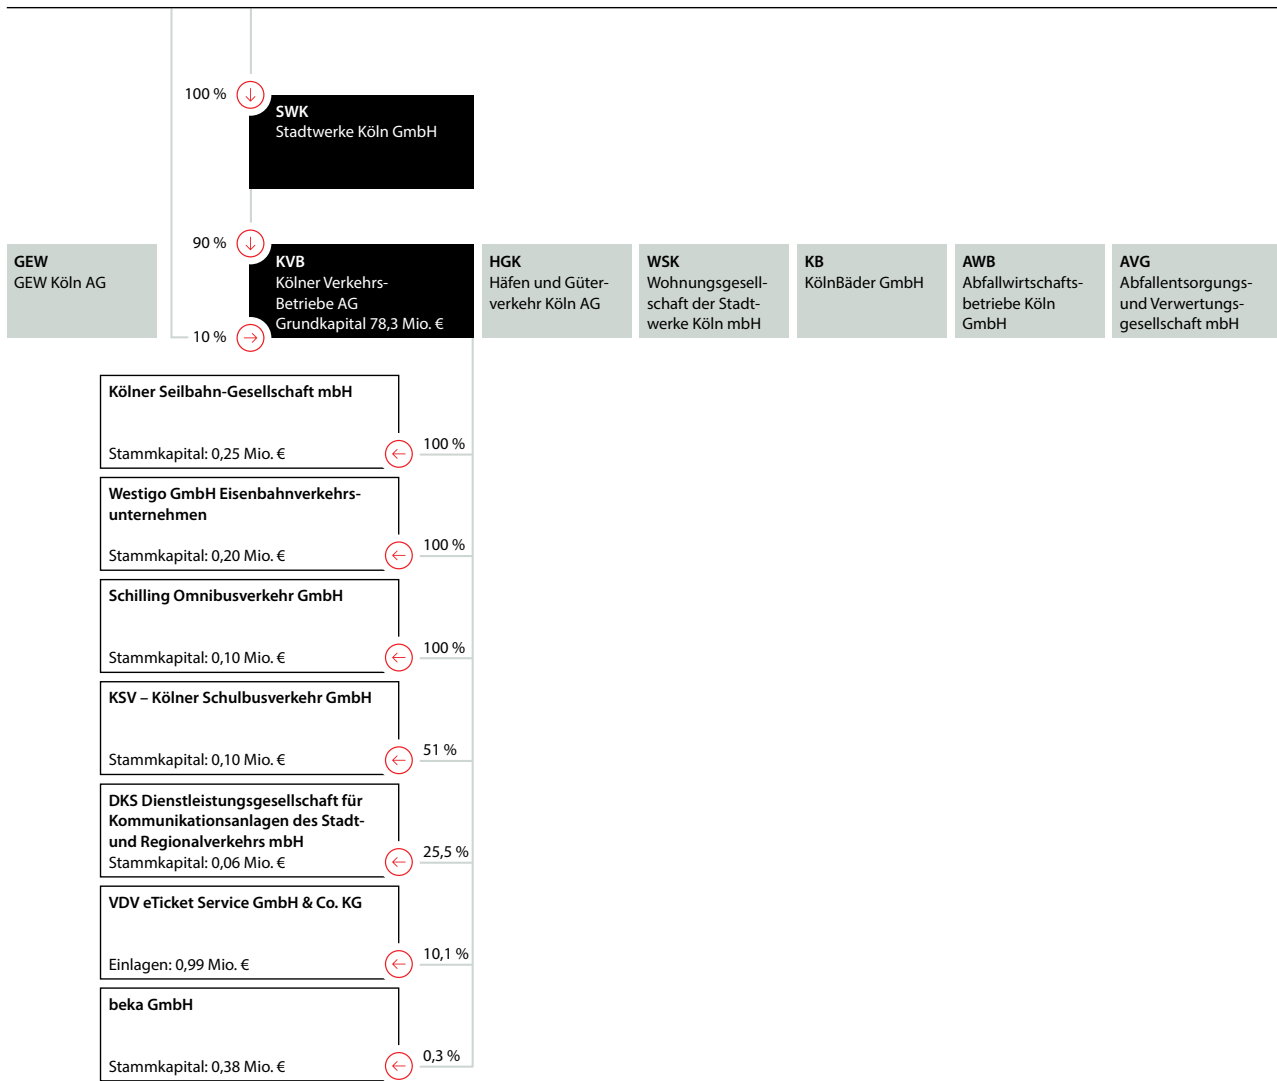 100 %
SWK
Stadtwerke Köln GmbH
90 %
GEW
GEW Köln AG
KVB
Kölner Verkehrs-
Betriebe AG
Grundkapital 78,3 Mio. €
10 %
HGK
Häfen und Güter-
verkehr Köln AG
WSK
Wohnungsgesell-
schaft der Stadt-
werke Köln mbH
KB
KölnBäder GmbH
AWB
Abfallwirtschafts-
betriebe Köln
GmbH
AVG
Abfallentsorgungs-
und Verwertungs-
gesellschaft mbH
Kölner Seilbahn-Gesellschaft mbH
Stammkapital: 0,25 Mio. €
100 %
Westigo GmbH Eisenbahnverkehrs-
unternehmen
Stammkapital: 0,20 Mio. €
100 %
Schilling Omnibusverkehr GmbH
Stammkapital: 0,10 Mio. €
100 %
KSV – Kölner Schulbusverkehr GmbH
Stammkapital: 0,10 Mio. €
51 %
DKS Dienstleistungsgesellschaft für
Kommunikationsanlagen des Stadt-
und Regionalverkehrs mbH
Stammkapital: 0,06 Mio. €
25,5 %
VDV eTicket Service GmbH & Co. KG
Einlagen: 0,99 Mio. €
10,1 %
beka GmbH
Stammkapital: 0,38 Mio. €
0,3 %